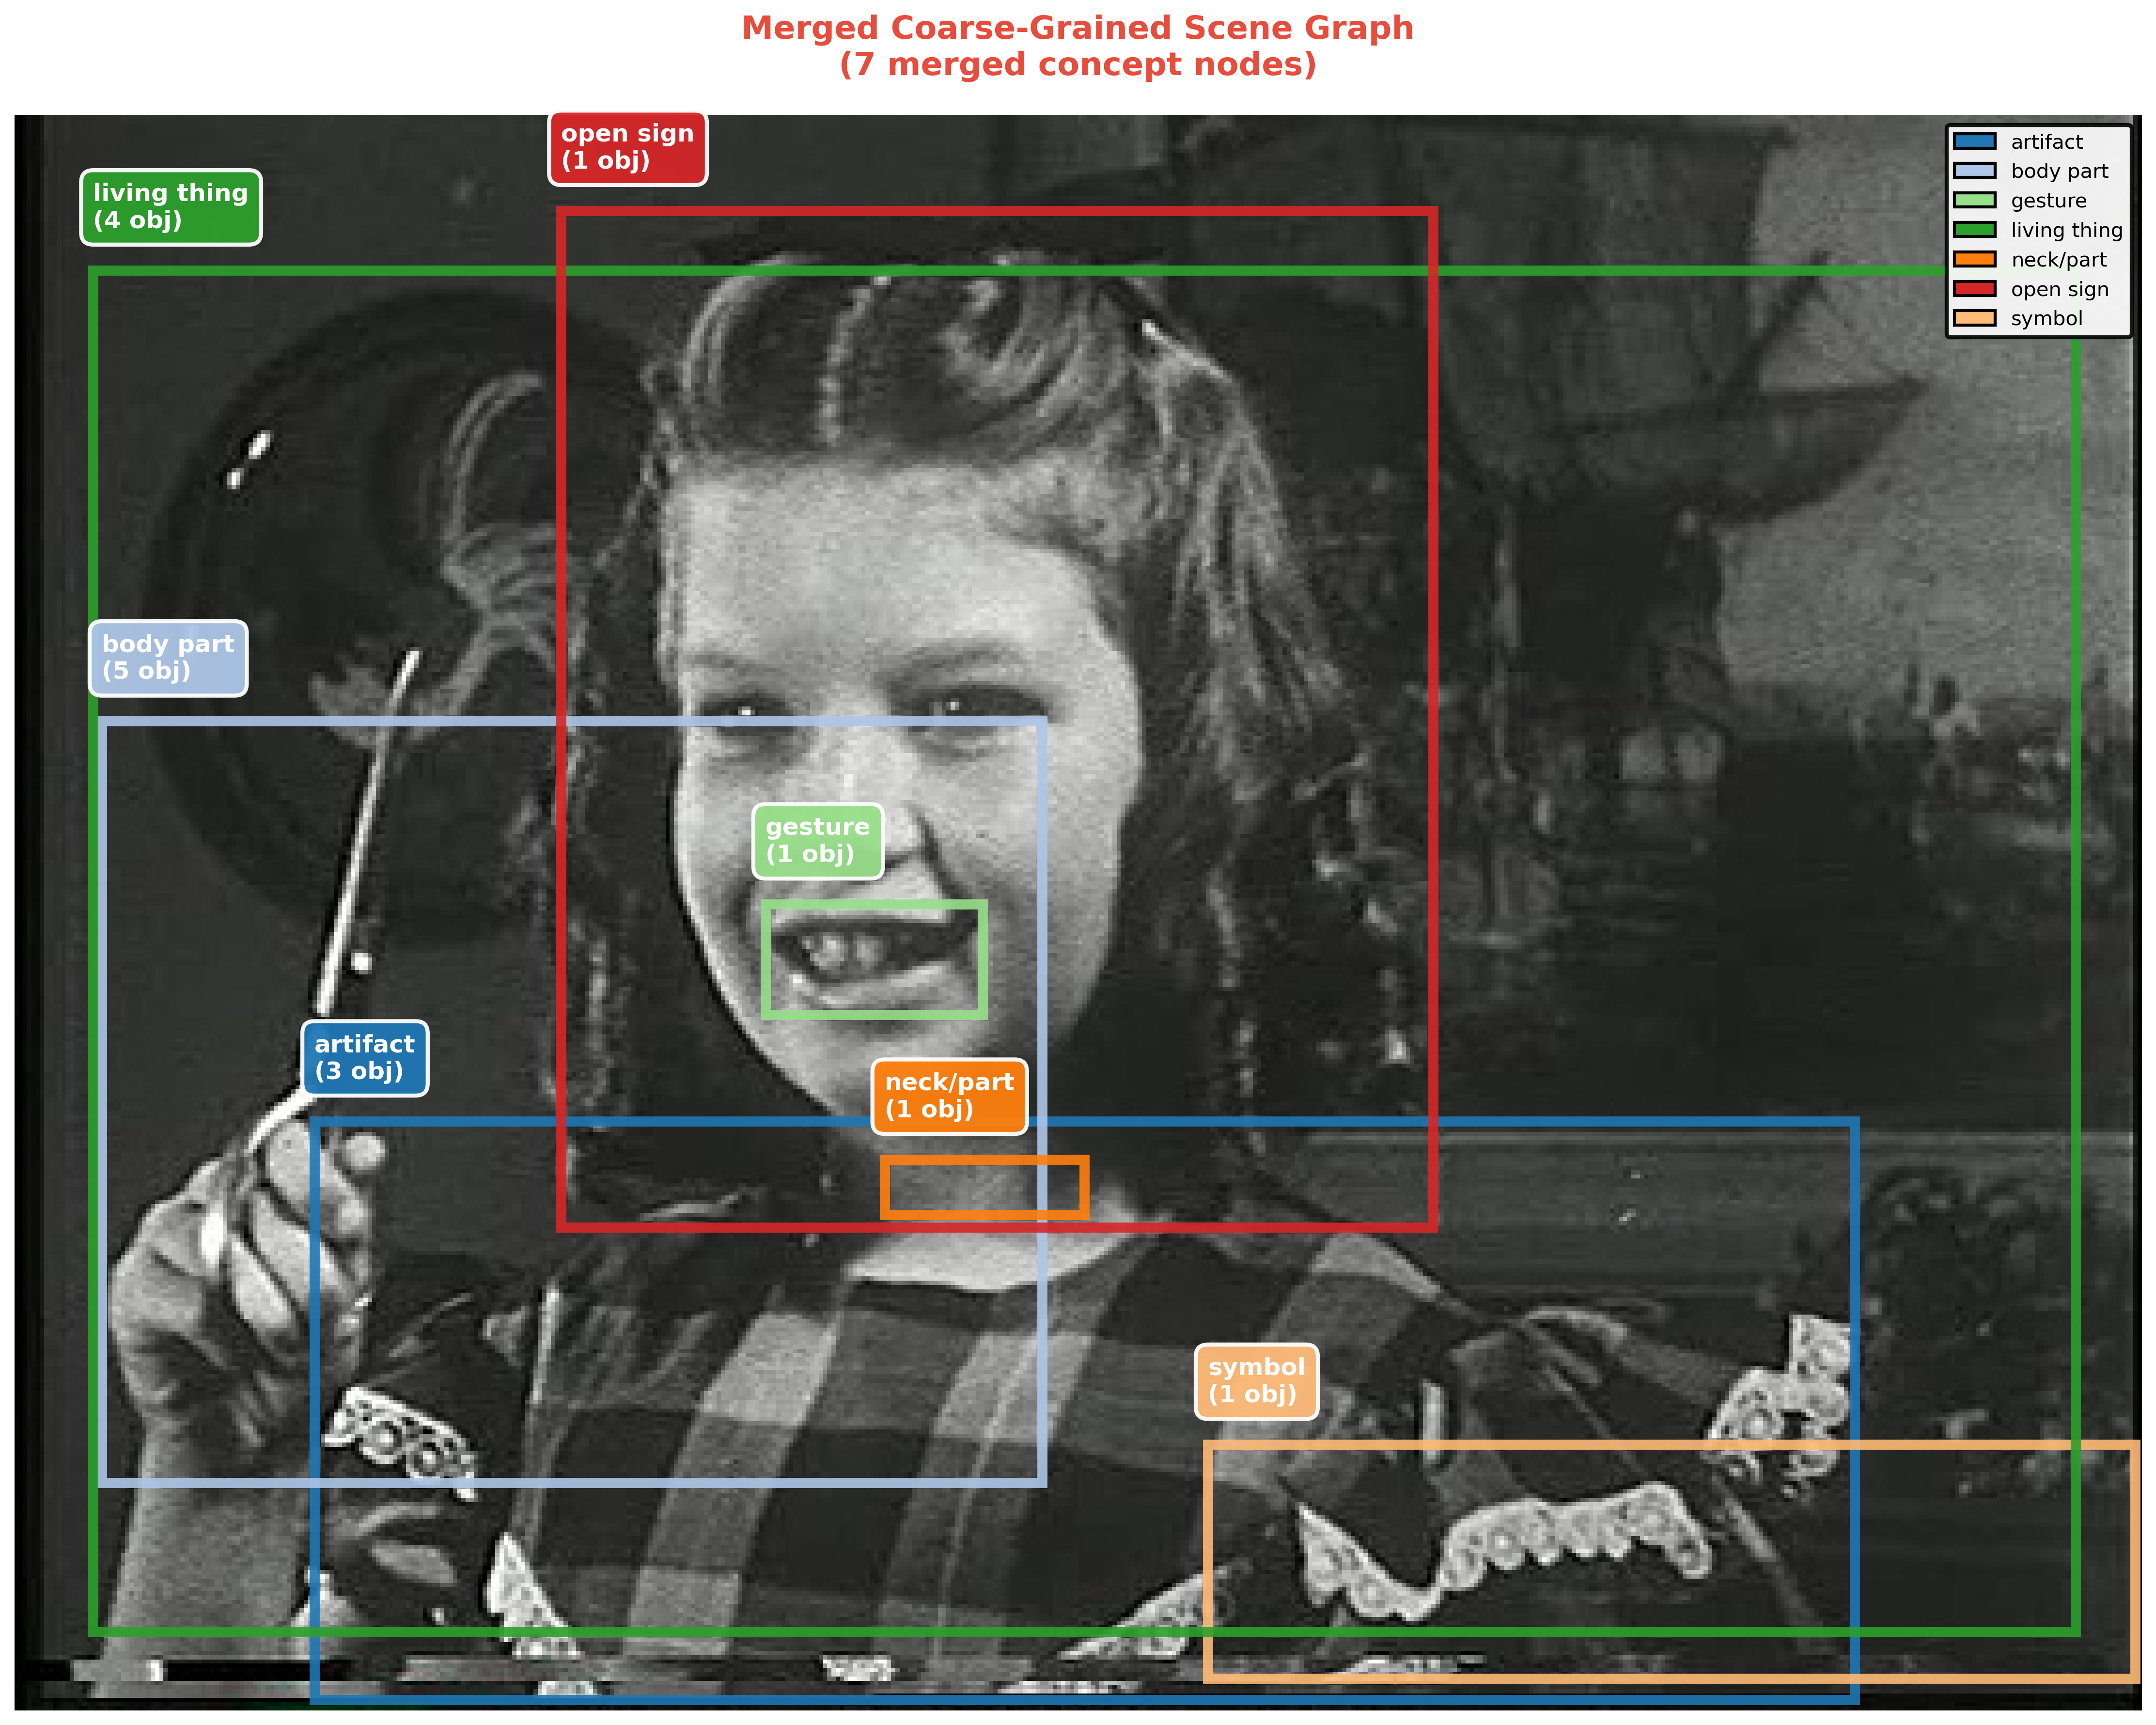 Merged Coarse-Grained Scene Graph
(7 merged concept nodes)
open sign
(1 obj)
living thing
(4 obj)
artifact
body part
gesture
living thing
neck/part
open sign
symbol
body part
(5 obj)
gesture
(1 obj)
artifact
(3 obj)
neck/part
(1 obj)
symbol
(1 obj)